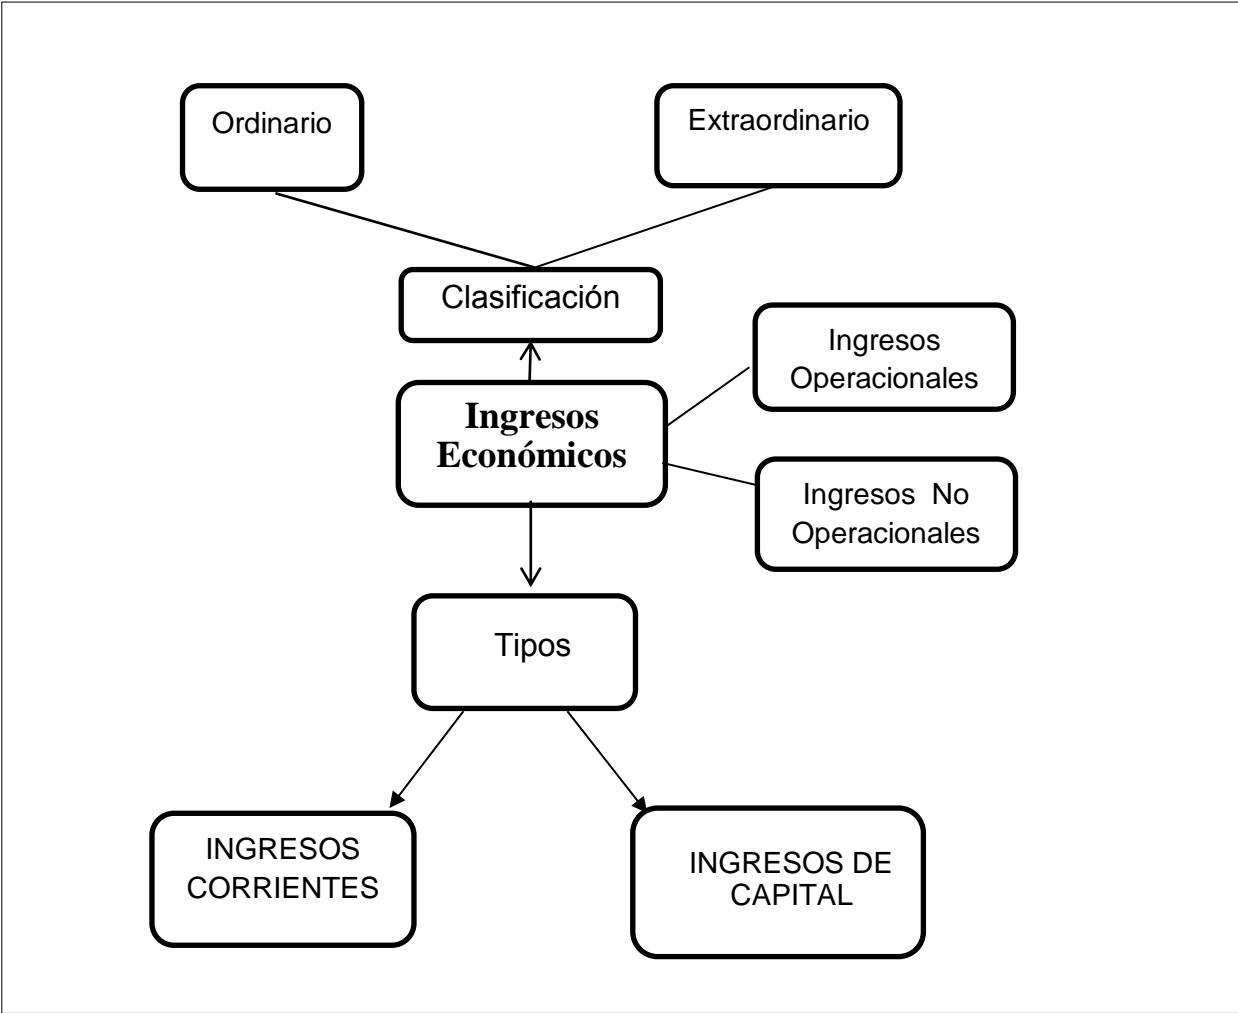 Ordinario
Extraordinario
Clasificación
Ingresos
Operacionales
Ingresos
Económicos
Ingresos No
Operacionales
Tipos
INGRESOS
CORRIENTES
INGRESOS DE
CAPITAL